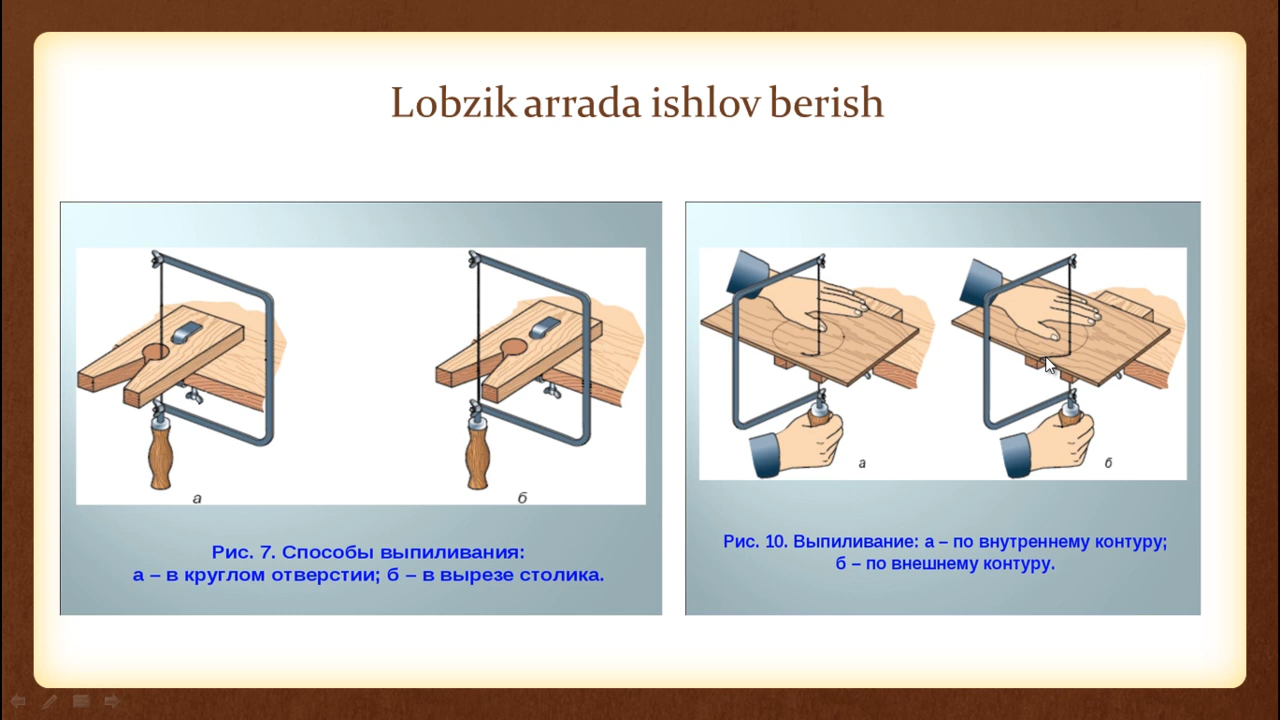 Lobzik arrada ishlov berish
а
б
Рис. 7. Способы выпиливания:
а – в круглом отверстии; б – в вырезе столика.
а
б
Рис. 10. Выпиливание: а – по внутреннему контуру;
б – по внешнему контуру.